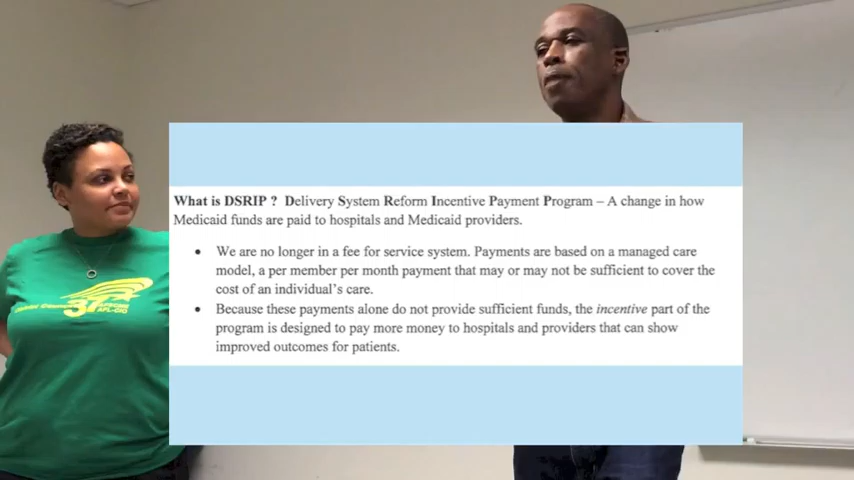 What is DSRIP ? Delivery System Reform Incentive Payment Program – A change in how
Medicaid funds are paid to hospitals and Medicaid providers.
• We are no longer in a fee for service system. Payments are based on a managed care
model, a per member per month payment that may or may not be sufficient to cover the
cost of an individual's care.
• Because these payments alone do not provide sufficient funds, the incentive part of the
program is designed to pay more money to hospitals and providers that can show
improved outcomes for patients.
37
AFL-CIO